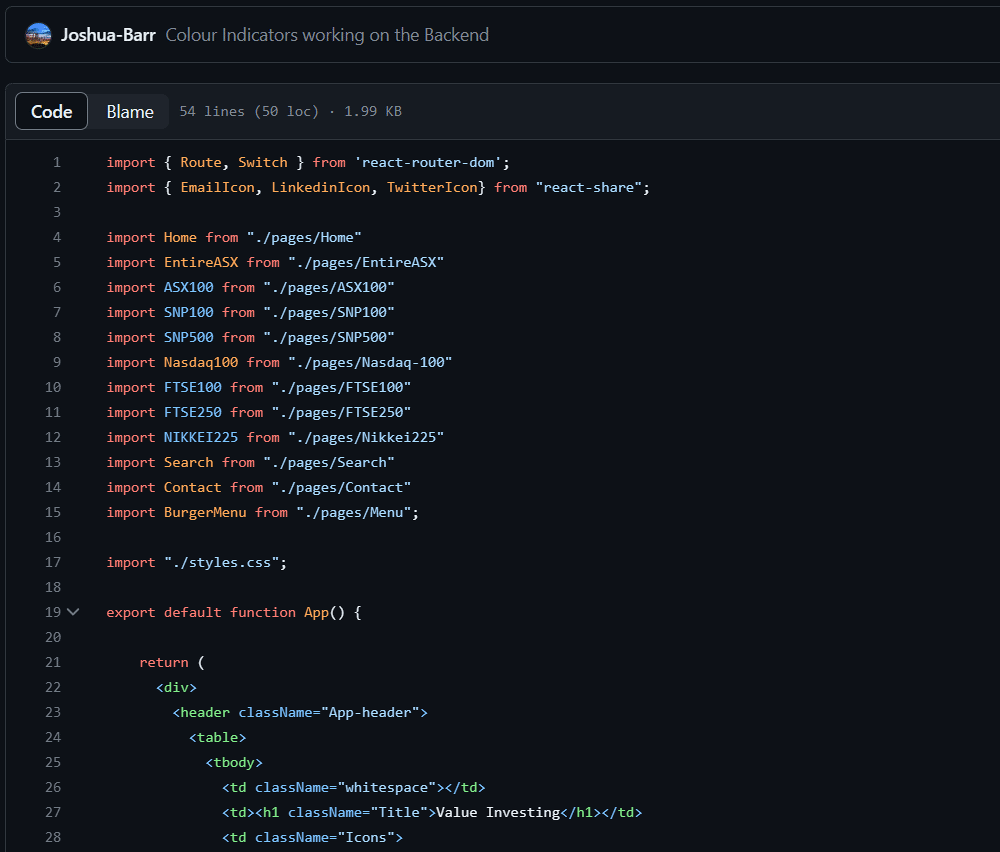 Joshua-Barr Colour Indicators working on the Backend
Code Blame 54 lines (50 loc) · 1.99 KB
1 import { Route, Switch } from 'react-router-dom';
2 import { EmailIcon, LinkedinIcon, TwitterIcon} from "react-share";
3
4 import Home from "./pages/Home"
5 import EntireASX from "./pages/EntireASX"
6 import ASX100 from "./pages/ASX100"
7 import SNP100 from "./pages/SNP100"
8 import SNP500 from "./pages/SNP500"
9 import Nasdaq100 from "./pages/Nasdaq-100"
10 import FTSE100 from "./pages/FTSE100"
11 import FTSE250 from "./pages/FTSE250"
12 import NIKKEI225 from "./pages/Nikkei225"
13 import Search from "./pages/Search"
14 import Contact from "./pages/Contact"
15 import BurgerMenu from "./pages/Menu";
16
17 import "./styles.css";
18
19 export default function App() {
20
21     return (
22       <div>
23         <header className="App-header">
24           <table>
25             <tbody>
26               <td className="whitespace"></td>
27               <td><h1 className="Title">Value Investing</h1></td>
28               <td className="Icons">